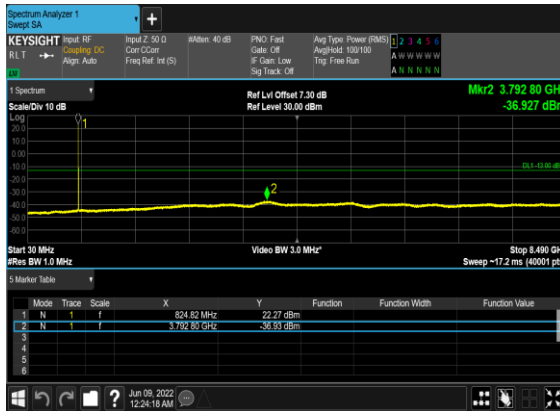 Spectrum Analyzer 1
Swept SA
KEYSIGHT
RLT
LW
Input: RF
Coupling: DC
Align: Auto
Input Z: 50 Ω
Corr CCorr
Freq Ref: Int (S)
#Atten: 40 dB
PNO: Fast
Gate: Off
IF Gain: Low
Sig Track: Off
Avg Type: Power (RMS)
Avg|Hold: 100/100
Trig: Free Run
1 2 3 4 5 6
A W W W W W
A N N N N N
1 Spectrum
Scale/Div 10 dB
Ref Lvl Offset 7.30 dB
Ref Level 30.00 dBm
Mkr2 3.792 80 GH
-36.927 dBm
Log
20.0
10.0
0.00
-10.0
-20.0
-30.0
-40.0
-50.0
-60.0
1
2
DL1 -13.00 dB
Start 30 MHz
#Res BW 1.0 MHz
Video BW 3.0 MHz*
Stop 8.490 GH
Sweep ~17.2 ms (40001 pt
5 Marker Table
Mode Trace Scale X Y Function Function Width Function Value
1 N 1 f 824.82 MHz 22.27 dBm
2 N 1 f 3.792 80 GHz -36.93 dBm
3
4
5
6
?
Jun 09, 2022
12:24:18 AM